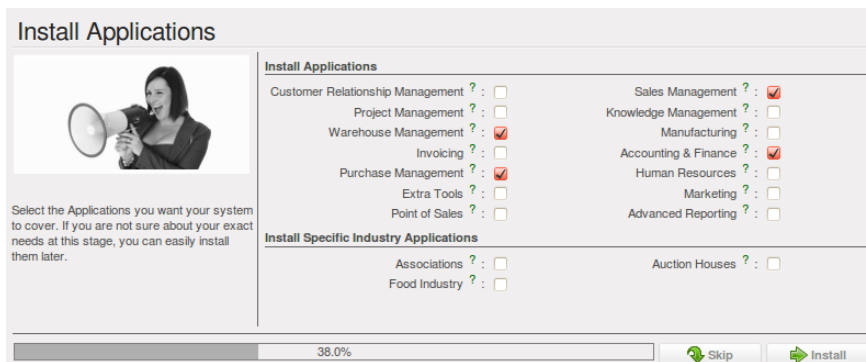 Install Applications
Install Applications
Customer Relationship Management ? :
Sales Management ? :
Project Management ? :
Knowledge Management ? :
Warehouse Management ? :
Manufacturing ? :
Invoicing ? :
Accounting & Finance ? :
Purchase Management ? :
Human Resources ? :
Extra Tools ? :
Marketing ? :
Point of Sales ? :
Advanced Reporting ? :
Select the Applications you want your system
to cover. If you are not sure about your exact
needs at this stage, you can easily install
them later.
Install Specific Industry Applications
Associations ? :
Auction Houses ? :
Food Industry ? :
38.0%
Skip
Install